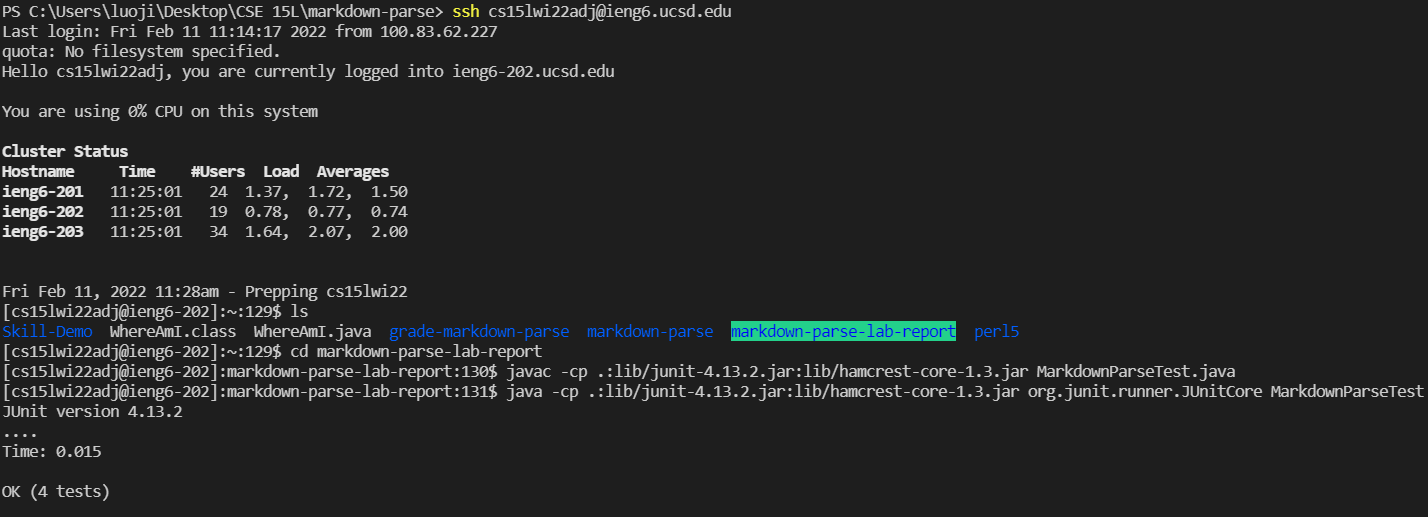 PS C:\Users\luoji\Desktop\CSE 15L\markdown-parse> ssh cs15lwi22adj@ieng6.ucsd.edu
Last login: Fri Feb 11 11:14:17 2022 from 100.83.62.227
quota: No filesystem specified.
Hello cs15lwi22adj, you are currently logged into ieng6-202.ucsd.edu
You are using 0% CPU on this system
Cluster Status
Hostname     Time    #Users  Load  Averages
ieng6-201   11:25:01   24  1.37,  1.72,  1.50
ieng6-202   11:25:01   19  0.78,  0.77,  0.74
ieng6-203   11:25:01   34  1.64,  2.07,  2.00
Fri Feb 11, 2022 11:28am - Prepping cs15lwi22
[cs15lwi22adj@ieng6-202]:~:129$ ls
Skill-Demo  WhereAmI.class  WhereAmI.java  grade-markdown-parse  markdown-parse  markdown-parse-lab-report  perl5
[cs15lwi22adj@ieng6-202]:~:129$ cd markdown-parse-lab-report
[cs15lwi22adj@ieng6-202]:markdown-parse-lab-report:130$ javac -cp .:lib/junit-4.13.2.jar:lib/hamcrest-core-1.3.jar MarkdownParseTest.java
[cs15lwi22adj@ieng6-202]:markdown-parse-lab-report:131$ java -cp .:lib/junit-4.13.2.jar:lib/hamcrest-core-1.3.jar org.junit.runner.JUnitCore MarkdownParseTest
JUnit version 4.13.2
....
Time: 0.015
OK (4 tests)